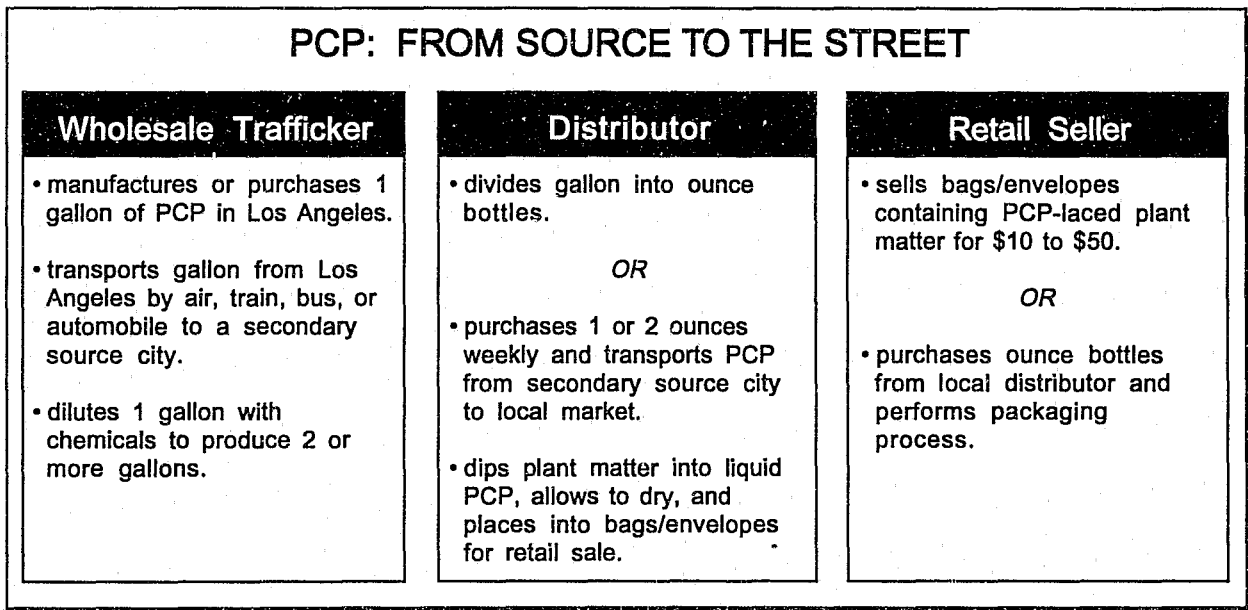 PCP: FROM SOURCE TO THE STREET
Wholesale Trafficker
• manufactures or purchases 1
gallon of PCP in Los Angeles.
• transports gallon from Los
Angeles by air, train, bus, or
automobile to a secondary
source city.
• dilutes 1 gallon with
chemicals to produce 2 or
more gallons.
Distributor
• divides gallon into ounce
bottles.
OR
• purchases 1 or 2 ounces
weekly and transports PCP
from secondary source city
to local market.
• dips plant matter into liquid
PCP, allows to dry, and
places into bags/envelopes
for retail sale.
Retail Seller
• sells bags/envelopes
containing PCP-laced plant
matter for $10 to $50.
OR
• purchases ounce bottles
from local distributor and
performs packaging
process.